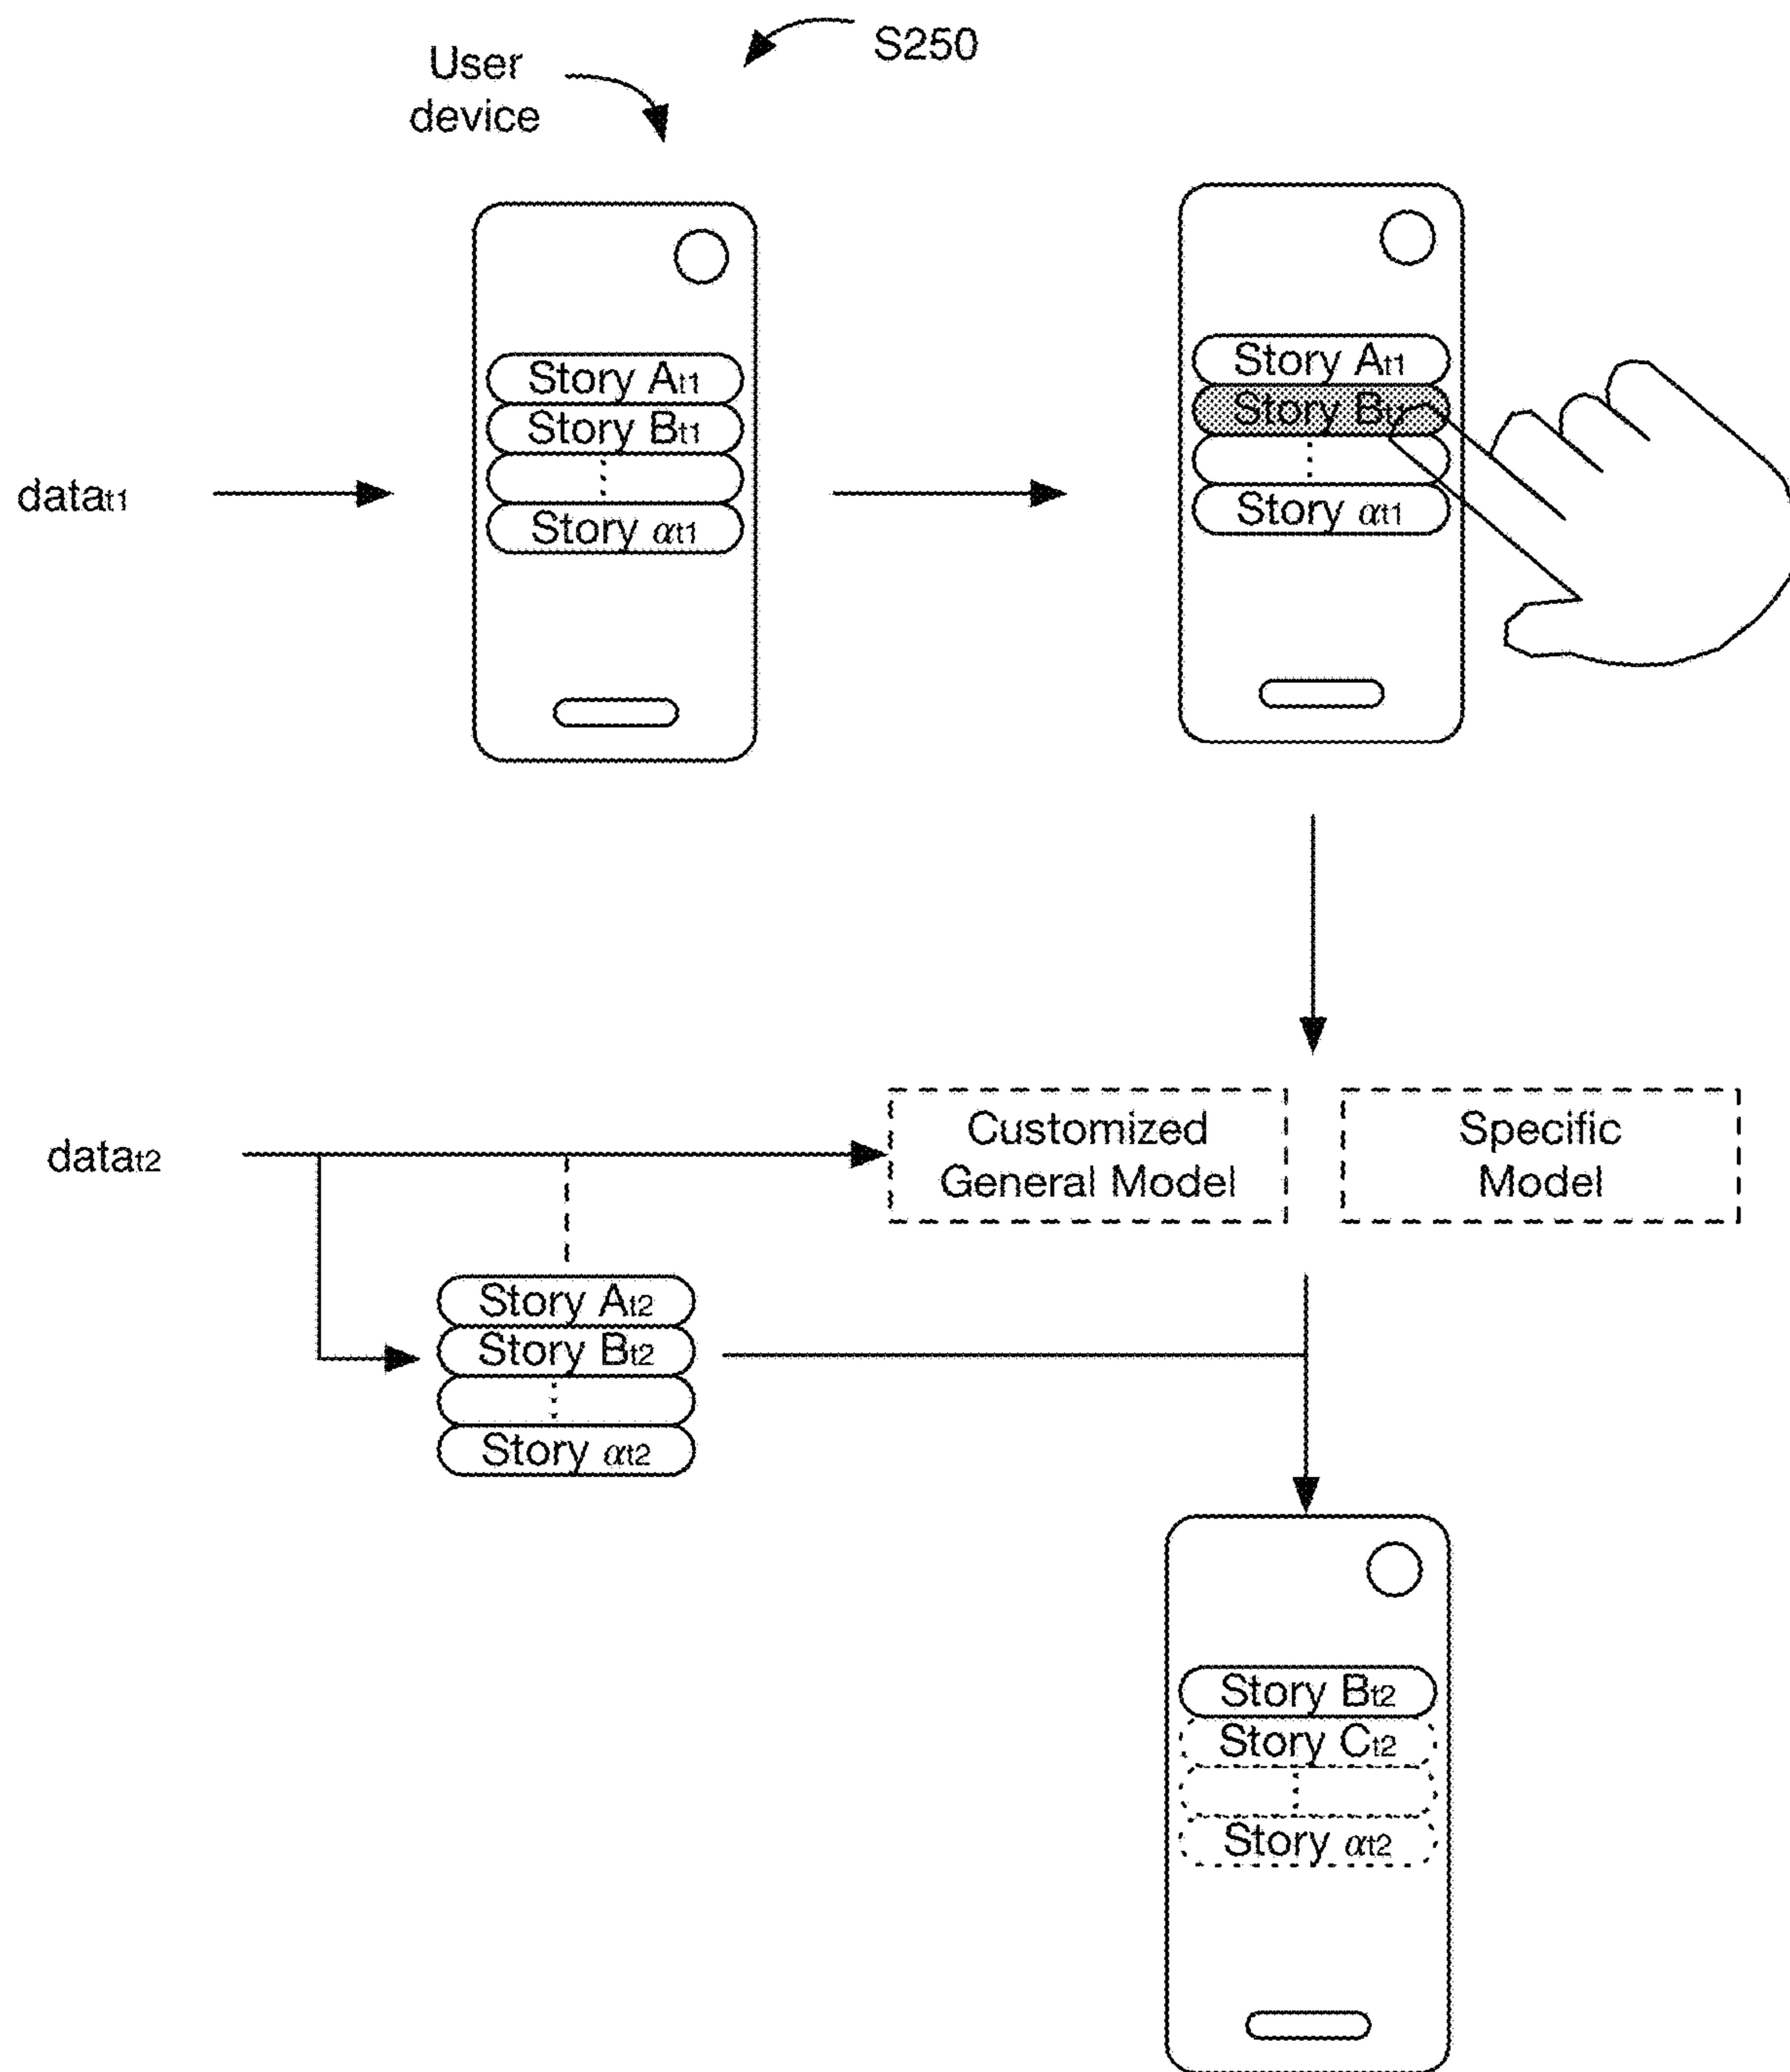 S250
User
device
Story At1
Story Bt1
Story αt1
Story At1
Story Bt1
Story αt1
datat1
Customized
General Model
Specific
Model
datat2
Story At2
Story Bt2
Story αt2
Story Bt2
Story Ct2
Story αt2